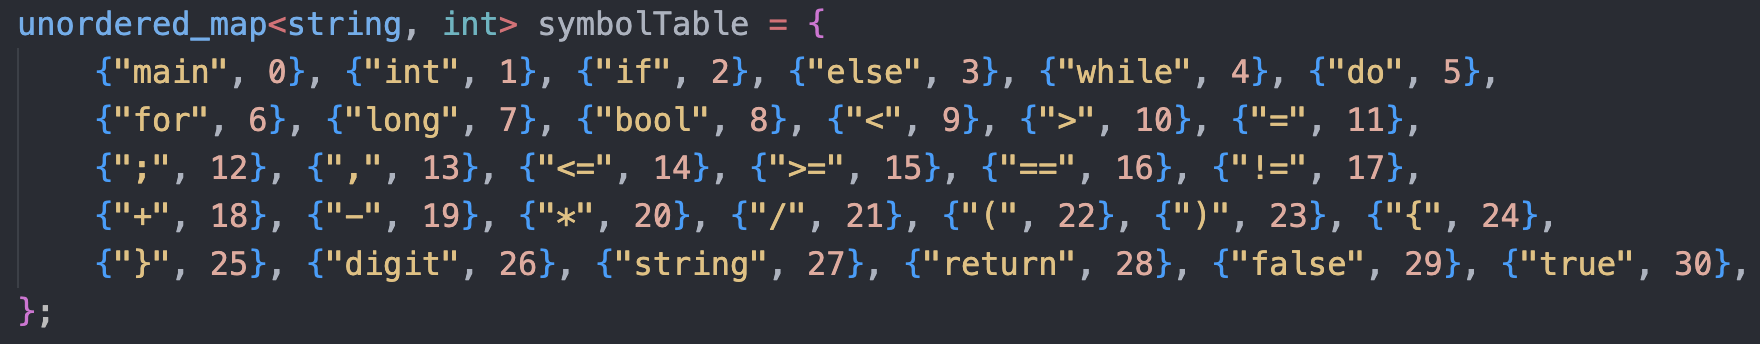 unordered_map<string, int> symbolTable = {
    {"main", 0}, {"int", 1}, {"if", 2}, {"else", 3}, {"while", 4}, {"do", 5},
    {"for", 6}, {"long", 7}, {"bool", 8}, {"<", 9}, {">", 10}, {"=", 11},
    {";", 12}, {",", 13}, {"<=", 14}, {">=", 15}, {"==", 16}, {"!=", 17},
    {"+", 18}, {"-", 19}, {"*", 20}, {"/", 21}, {"(", 22}, {")", 23}, {"{", 24},
    {"}", 25}, {"digit", 26}, {"string", 27}, {"return", 28}, {"false", 29}, {"true", 30},
};